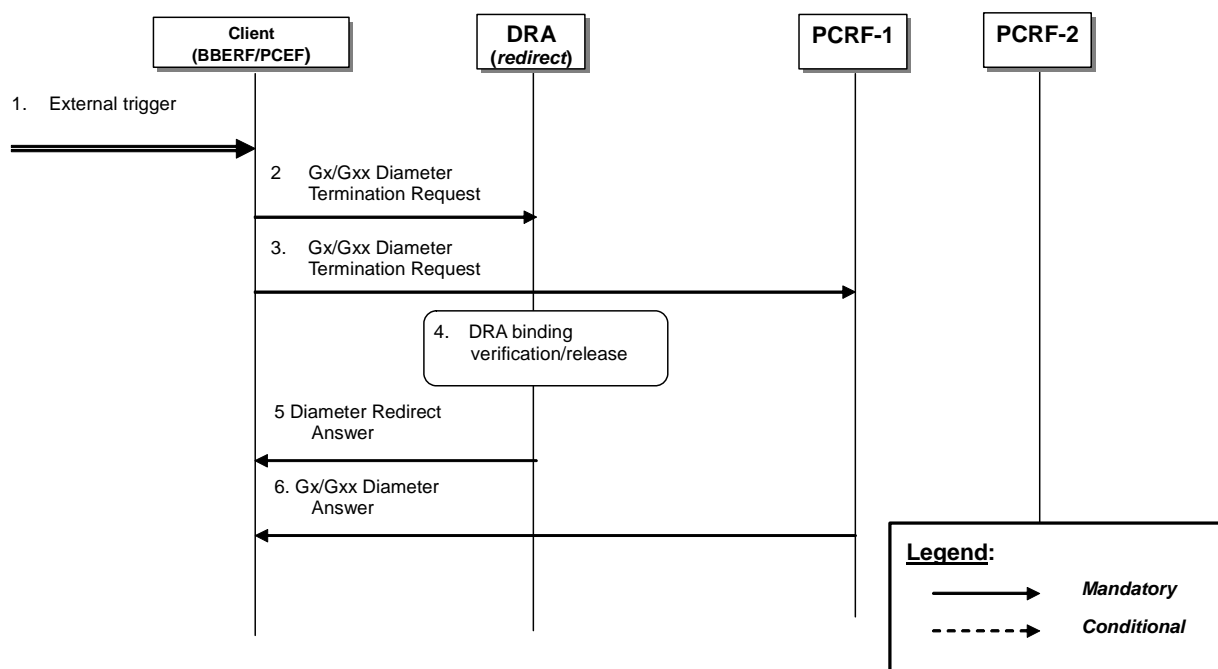 Client
(BBERF/PCEF)
DRA
(redirect)
PCRF-1
PCRF-2
1. External trigger
2 Gx/Gxx Diameter
Termination Request
3. Gx/Gxx Diameter
Termination Request
4. DRA binding
verification/release
5 Diameter Redirect
Answer
6. Gx/Gxx Diameter
Answer
Legend:
Mandatory
Conditional